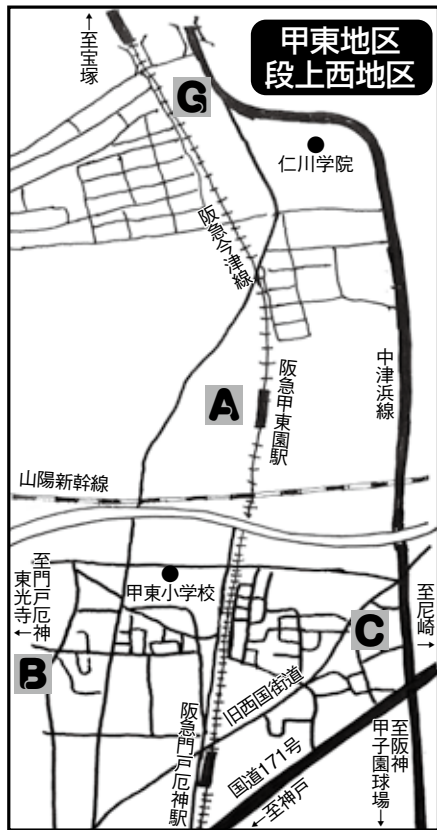 甲東地区
段上西地区
↑至宝塚
G
仁川学院
阪急今津線
中津浜線
A
阪急甲東園駅
山陽新幹線
至門戸厄神
東光寺
←
甲東小学校
至尼崎→
B
C
旧西国街道
阪急門戸厄神駅
国道171号
←至神戸
至阪神
甲子園球場
↓